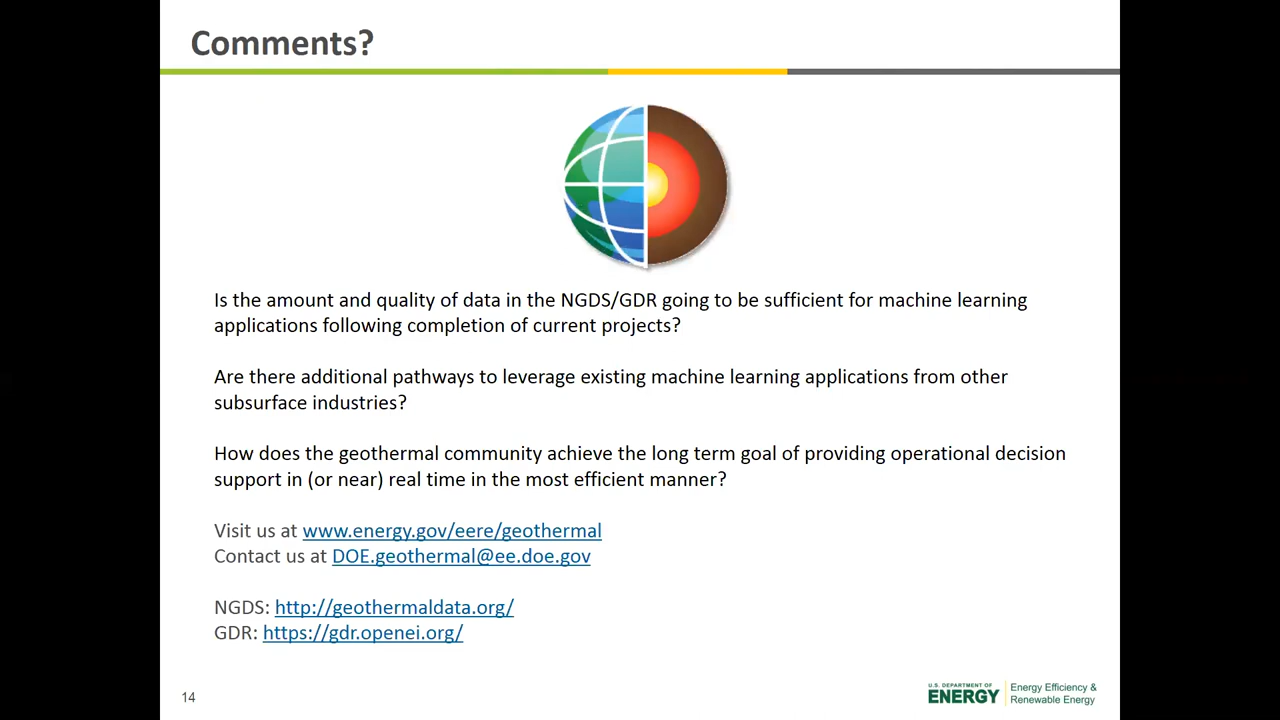 Comments?
Is the amount and quality of data in the NGDS/GDR going to be sufficient for machine learning
applications following completion of current projects?
Are there additional pathways to leverage existing machine learning applications from other
subsurface industries?
How does the geothermal community achieve the long term goal of providing operational decision
support in (or near) real time in the most efficient manner?
Visit us at www.energy.gov/eere/geothermal
Contact us at DOE.geothermal@ee.doe.gov
NGDS: http://geothermaldata.org/
GDR: https://gdr.openei.org/
14
U.S. DEPARTMENT OF
ENERGY
Energy Efficiency &
Renewable Energy